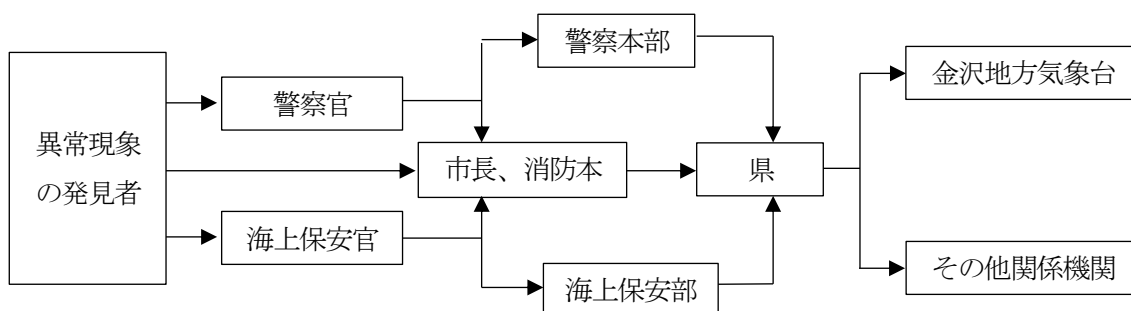 異常現象
の発見者
警察官
海上保安官
警察本部
市長、消防本
海上保安部
県
金沢地方気象台
その他関係機関